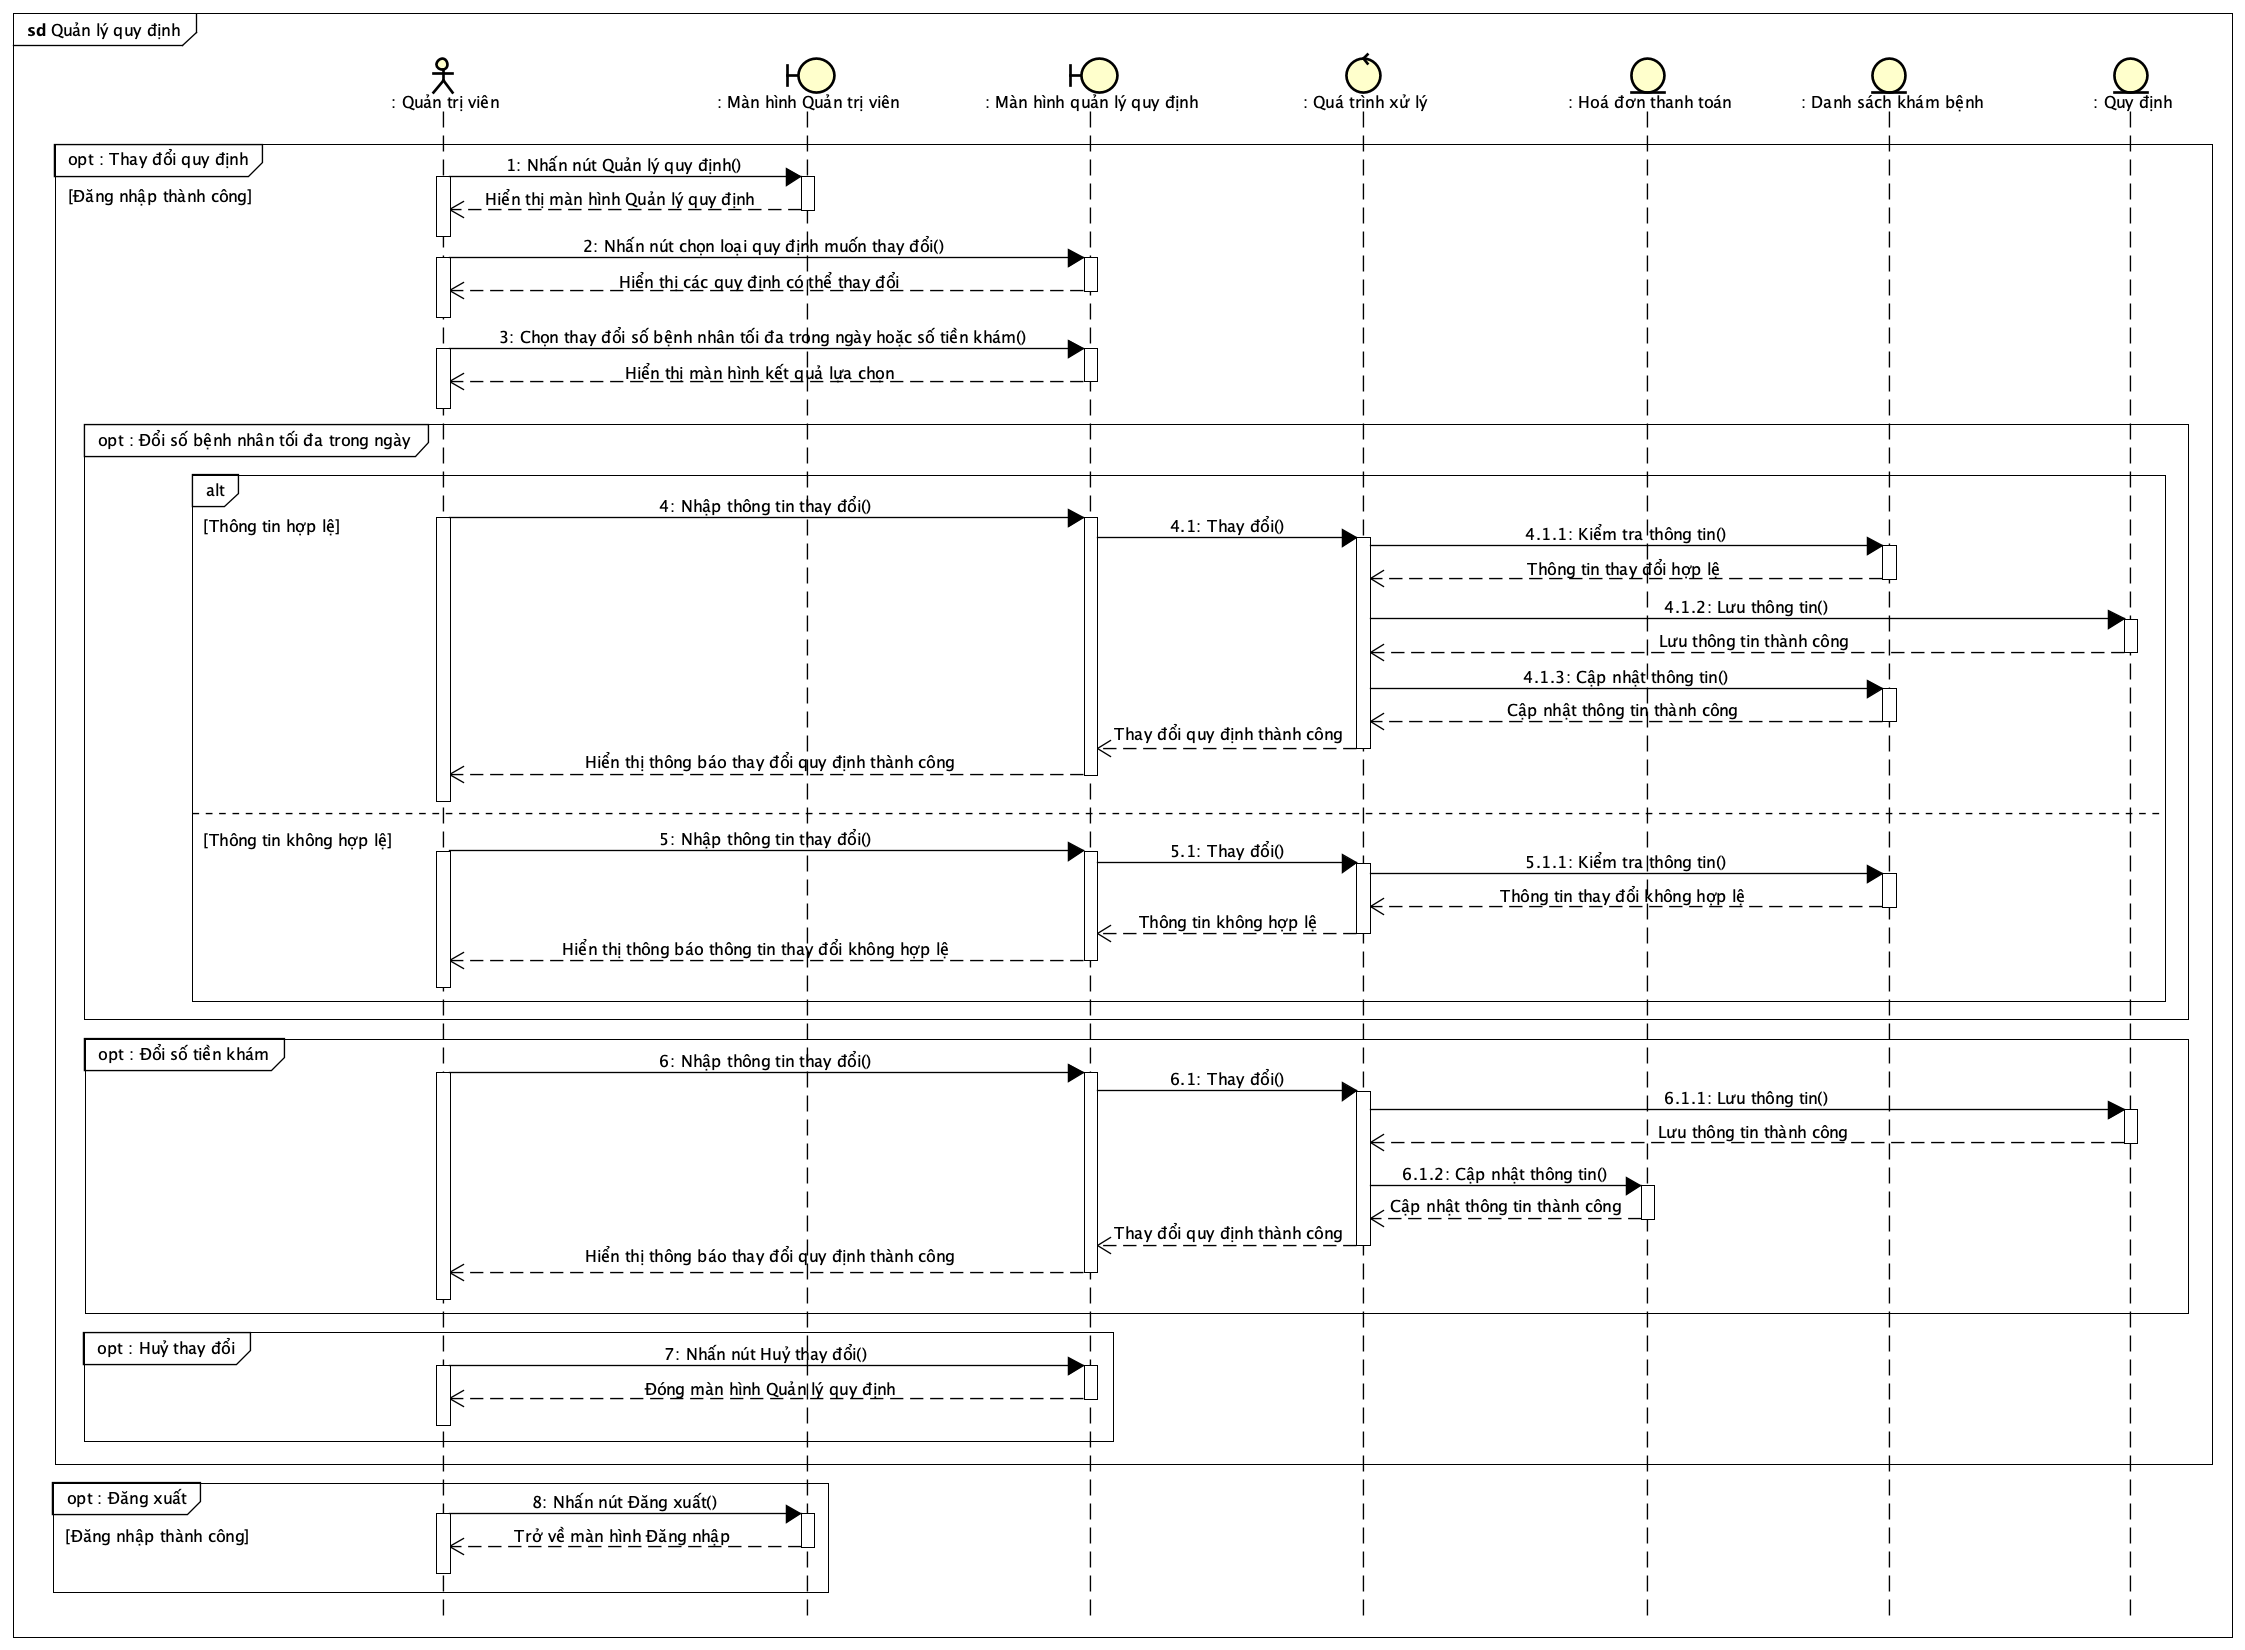 sd Quản lý quy định
: Quản trị viên
: Màn hình Quản trị viên
: Màn hình quản lý quy định
: Quá trình xử lý
: Hoá đơn thanh toán
: Danh sách khám bệnh
: Quy định
opt : Thay đổi quy định
1: Nhấn nút Quản lý quy định()
[Đăng nhập thành công]
Hiển thị màn hình Quản lý quy định
2: Nhấn nút chọn loại quy định muốn thay đổi()
Hiển thị các quy định có thể thay đổi
3: Chọn thay đổi số bệnh nhân tối đa trong ngày hoặc số tiền khám()
Hiển thị màn hình kết quả lựa chọn
opt : Đổi số bệnh nhân tối đa trong ngày
alt
4: Nhập thông tin thay đổi()
[Thông tin hợp lệ]
4.1: Thay đổi()
4.1.1: Kiểm tra thông tin()
Thông tin thay đổi hợp lệ
4.1.2: Lưu thông tin()
Lưu thông tin thành công
4.1.3: Cập nhật thông tin()
Cập nhật thông tin thành công
Thay đổi quy định thành công
Hiển thị thông báo thay đổi quy định thành công
[Thông tin không hợp lệ]
5: Nhập thông tin thay đổi()
5.1: Thay đổi()
5.1.1: Kiểm tra thông tin()
Thông tin thay đổi không hợp lệ
Thông tin không hợp lệ
Hiển thị thông báo thông tin thay đổi không hợp lệ
opt : Đổi số tiền khám
6: Nhập thông tin thay đổi()
6.1: Thay đổi()
6.1.1: Lưu thông tin()
Lưu thông tin thành công
6.1.2: Cập nhật thông tin()
Cập nhật thông tin thành công
Thay đổi quy định thành công
Hiển thị thông báo thay đổi quy định thành công
opt : Huỷ thay đổi
7: Nhấn nút Huỷ thay đổi()
Đóng màn hình Quản lý quy định
opt : Đăng xuất
8: Nhấn nút Đăng xuất()
[Đăng nhập thành công]
Trở về màn hình Đăng nhập